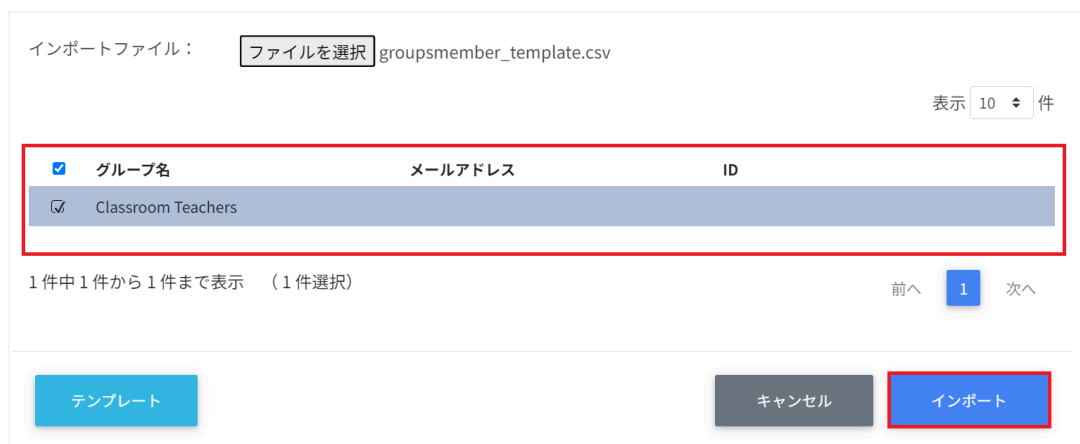 インポートファイル： ファイルを選択 groupsmember_template.csv
表示 10 件
グループ名 メールアドレス ID
Classroom Teachers
1 件中 1 件から 1 件まで表示 （ 1 件選択）
前へ 1 次へ
テンプレート キャンセル インポート